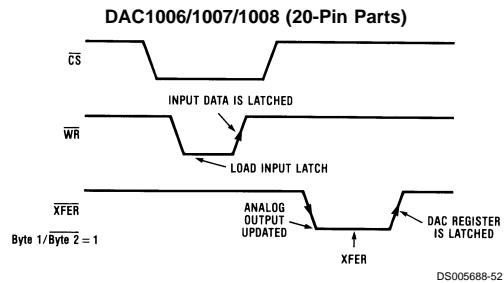 DAC1006/1007/1008 (20-Pin Parts)
CS
INPUT DATA IS LATCHED
WR
LOAD INPUT LATCH
XFER
Byte 1/Byte 2 = 1
ANALOG
OUTPUT
UPDATED
XFER
DAC REGISTER
IS LATCHED
DS005688-52